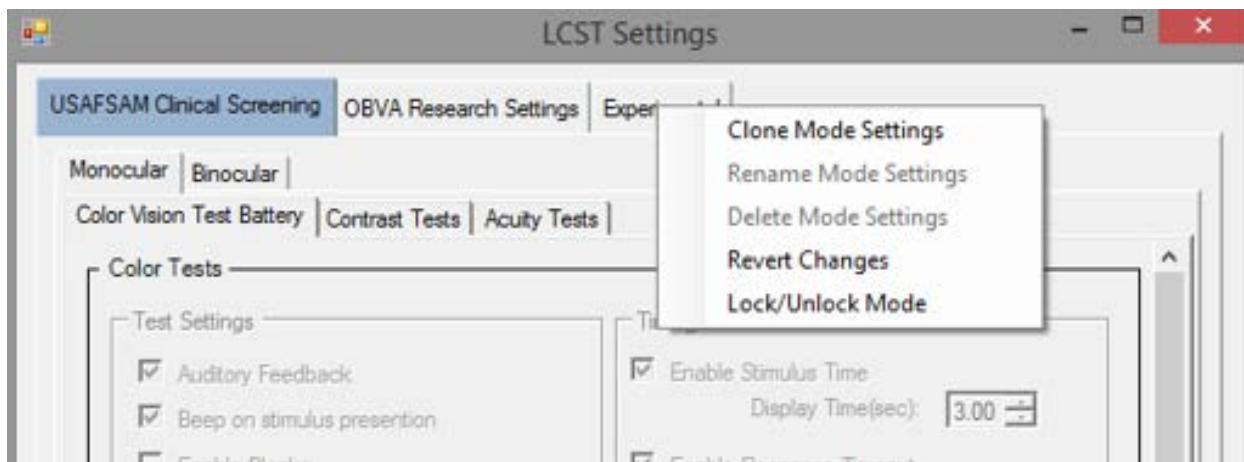 LCST Settings
USAFSAM Clinical Screening OBVA Research Settings
Clone Mode Settings
Rename Mode Settings
Delete Mode Settings
Revert Changes
Lock/Unlock Mode
Monocular Binocular
Color Vision Test Battery Contrast Tests Acuity Tests
Color Tests
Test Settings
Auditory Feedback Enable Stimulus Time
Beep on stimulus presention Display Time(sec): 3.00